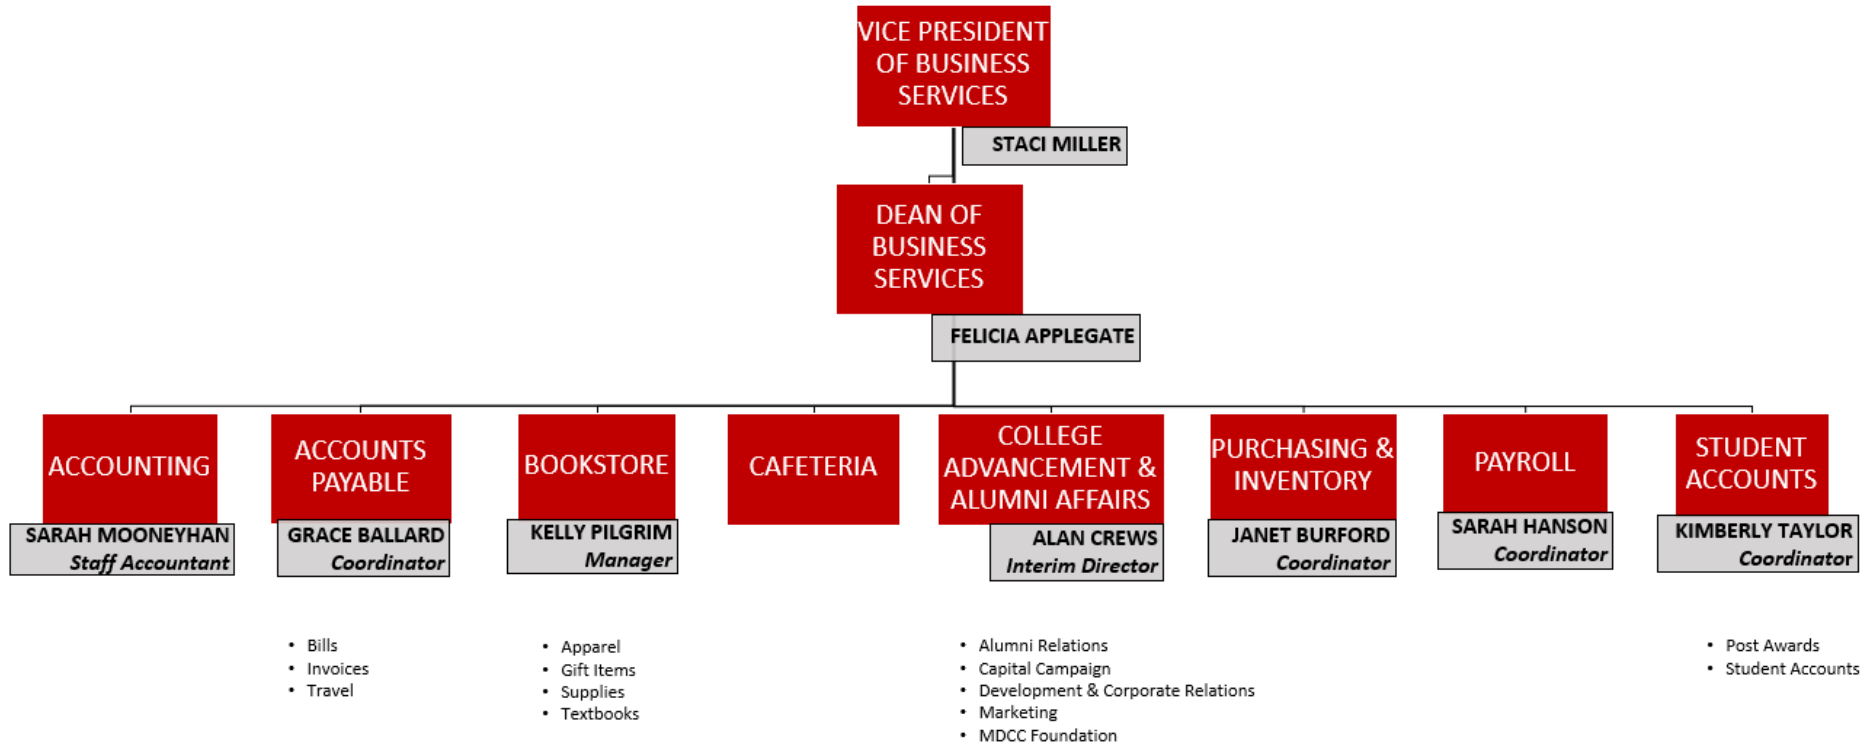 VICE PRESIDENT
OF BUSINESS
SERVICES
STACI MILLER
DEAN OF
BUSINESS
SERVICES
FELICIA APPLEGATE
ACCOUNTING
SARAH MOONEYHAN
Staff Accountant
ACCOUNTS
PAYABLE
GRACE BALLARD
Coordinator
• Bills
• Invoices
• Travel
BOOKSTORE
KELLY PILGRIM
Manager
• Apparel
• Gift Items
• Supplies
• Textbooks
CAFETERIA
COLLEGE
ADVANCEMENT &
ALUMNI AFFAIRS
ALAN CREWS
Interim Director
• Alumni Relations
• Capital Campaign
• Development & Corporate Relations
• Marketing
• MDCC Foundation
PURCHASING &
INVENTORY
JANET BURFORD
Coordinator
PAYROLL
SARAH HANSON
Coordinator
STUDENT
ACCOUNTS
KIMBERLY TAYLOR
Coordinator
• Post Awards
• Student Accounts